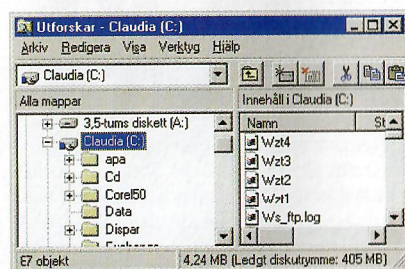 Utforskar - Claudia (C:)
Arkiv Redigera Visa Verktyg Hjälp
Claudia (C:)
Alla mappar
Innehåll i Claudia (C:)
3,5-tums diskett (A:)
Claudia (C:)
apa
Cd
Corel50
Data
Dispar
Namn St
Wzt4
Wzt3
Wzt2
Wzt1
Ws_ftp.log
67 objekt
4,24 MB (Ledigt diskutrymme: 405 MB)